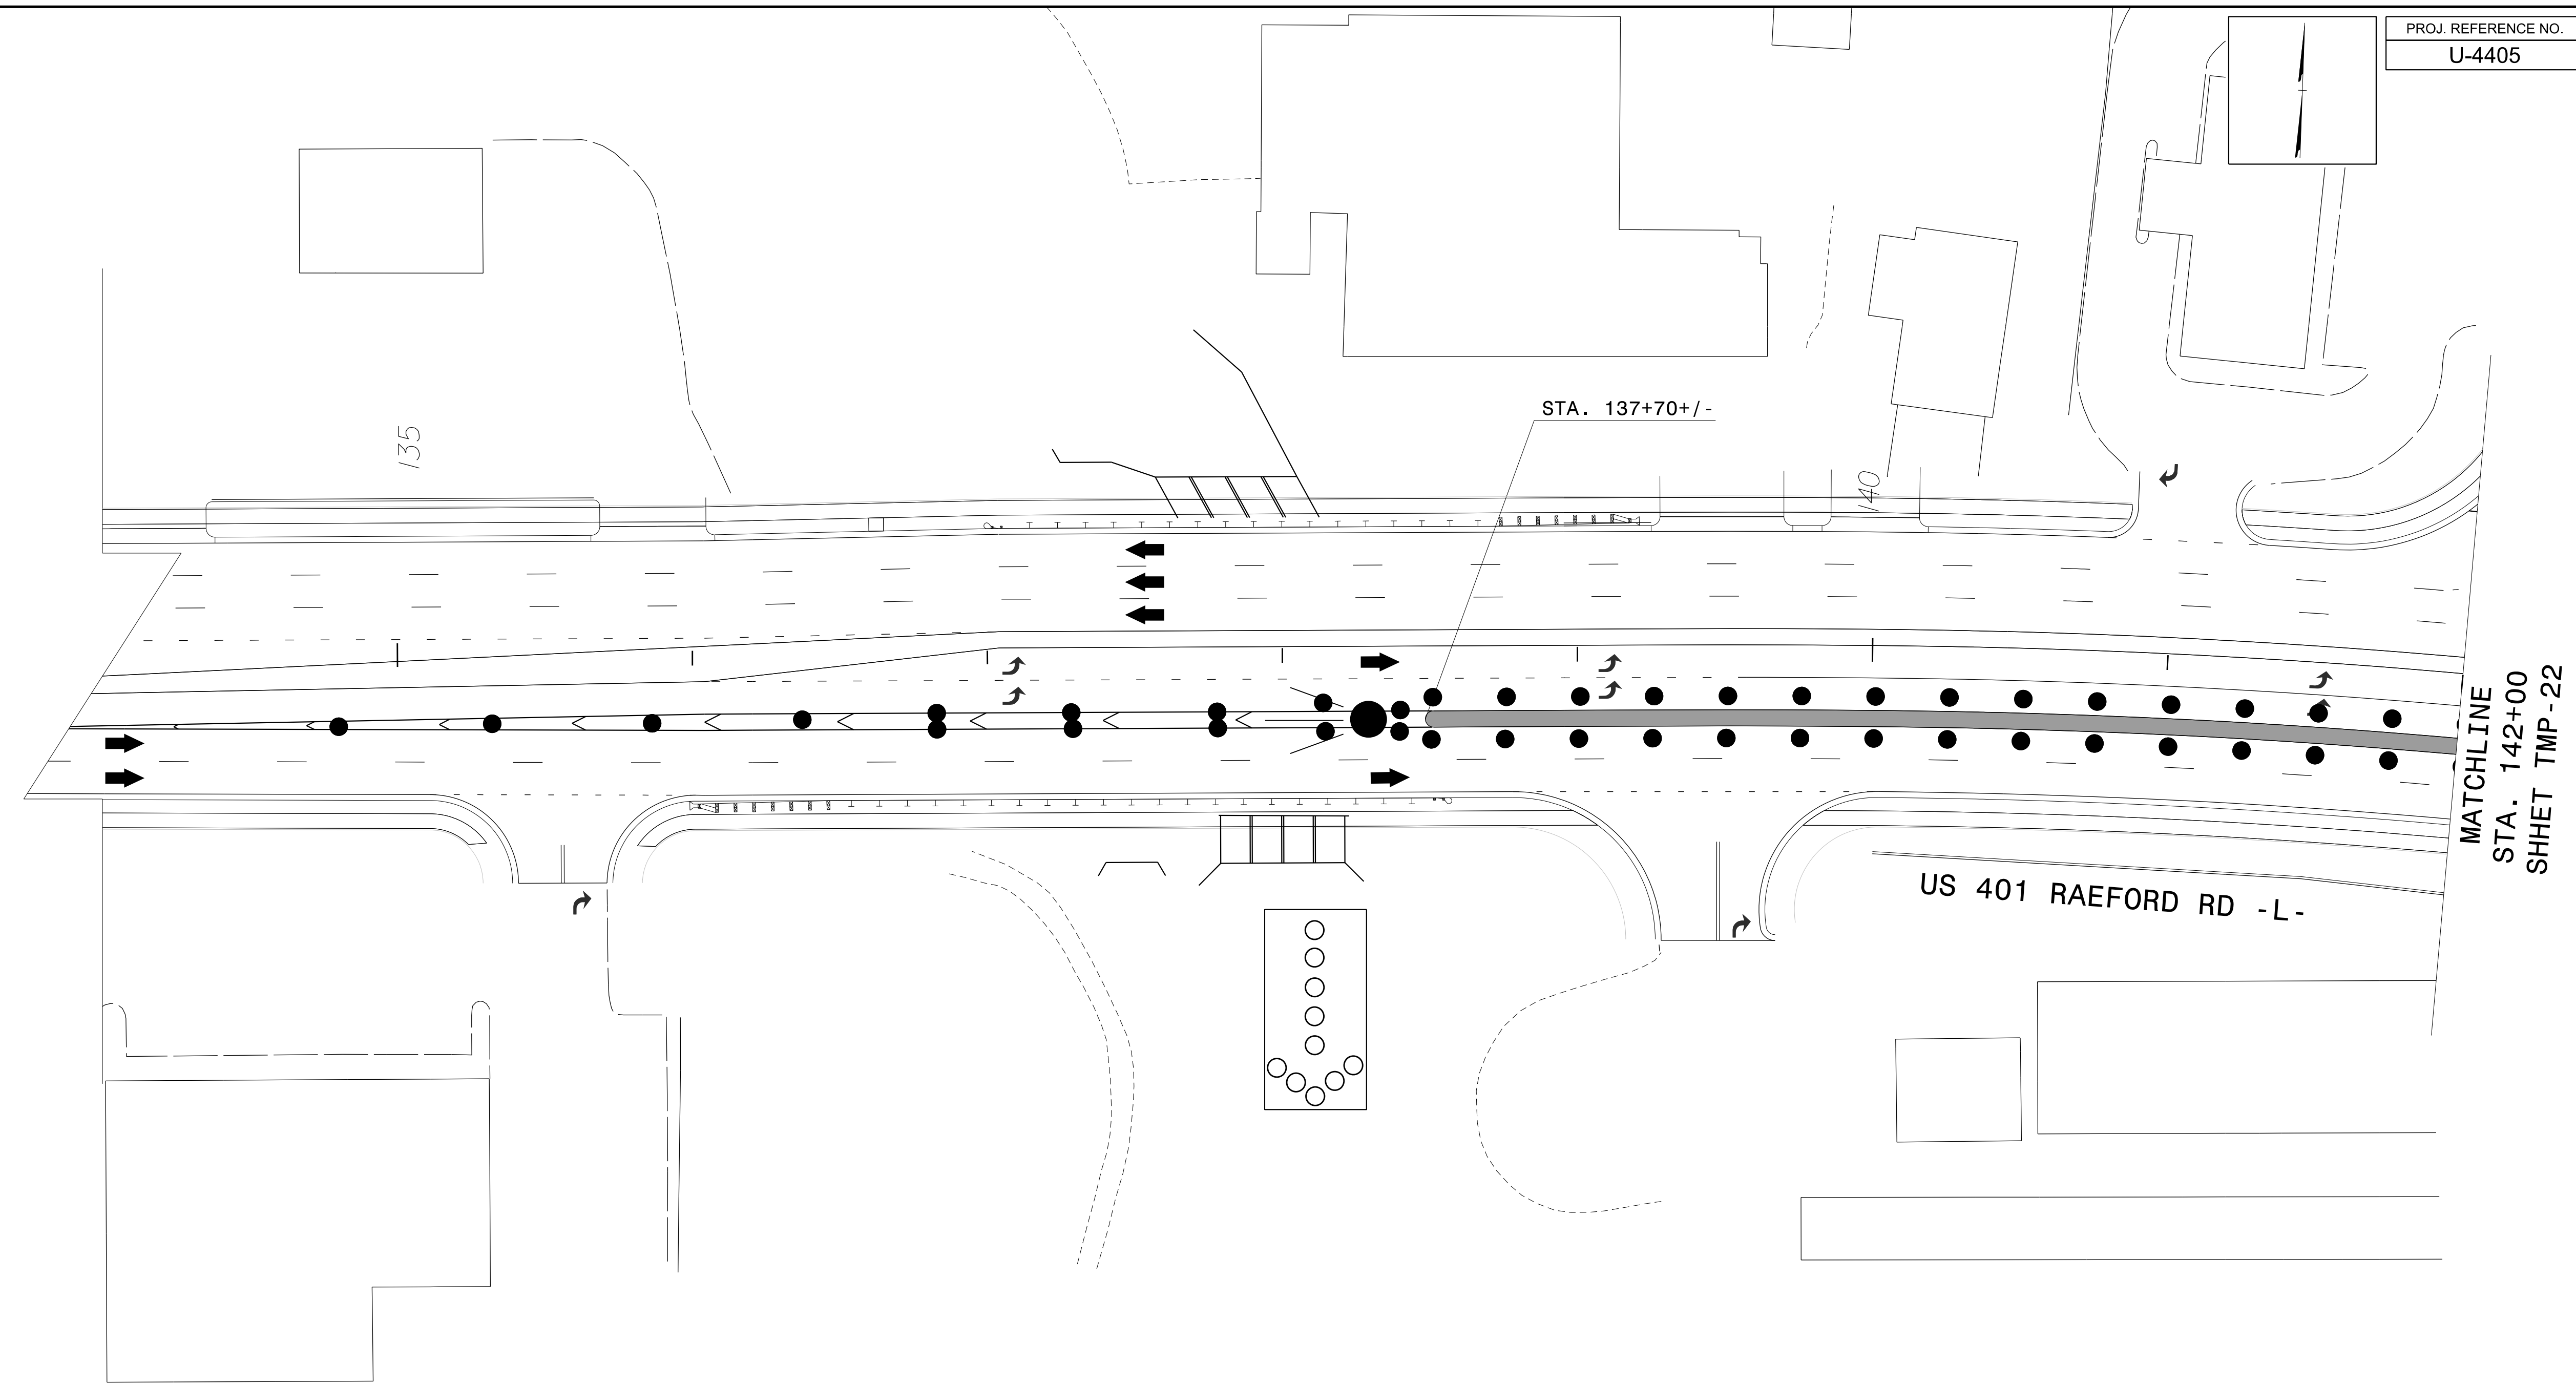 PROJ. REFERENCE NO.
U-4405
STA. 137+70+/-
135
140
MATCHLINE
STA. 142+00
SHHET TMP-22
US 401 RAEFORD RD -L-